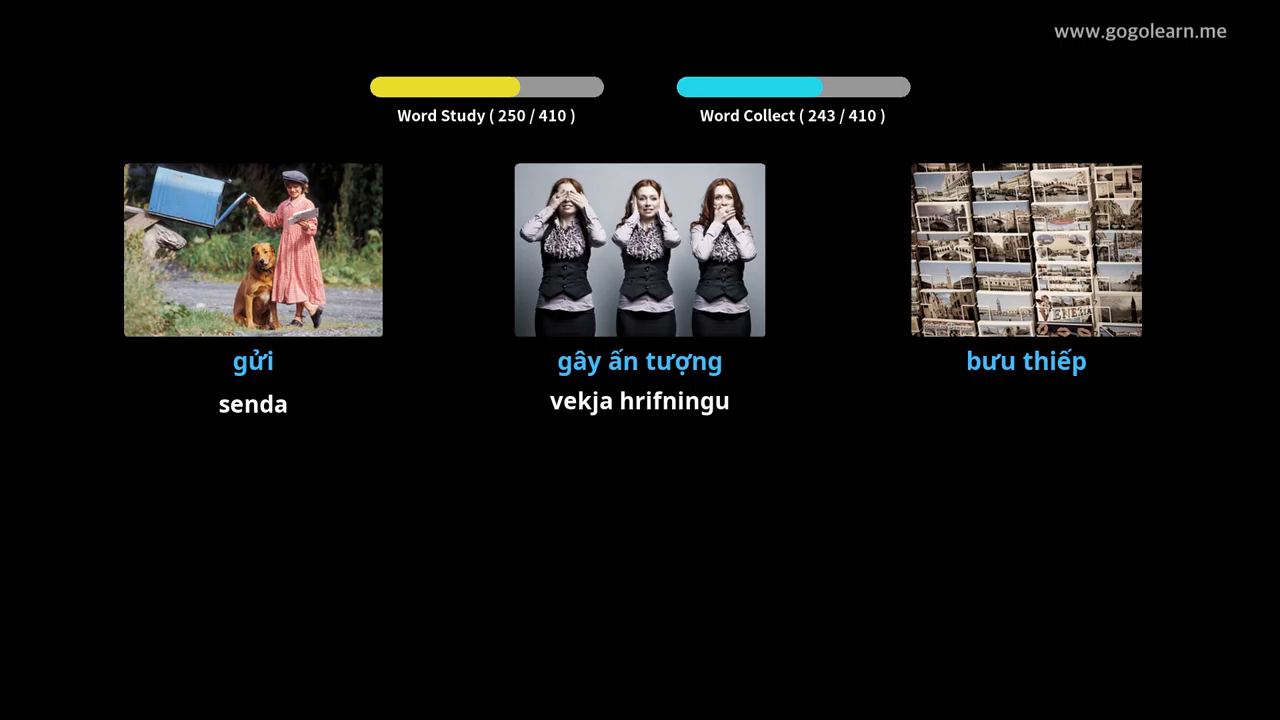 www.gogolearn.me
Word Study ( 250 / 410 )
Word Collect ( 243 / 410 )
gửi
gây ấn tượng
bưu thiếp
senda
vekja hrifningu
VENEZIA